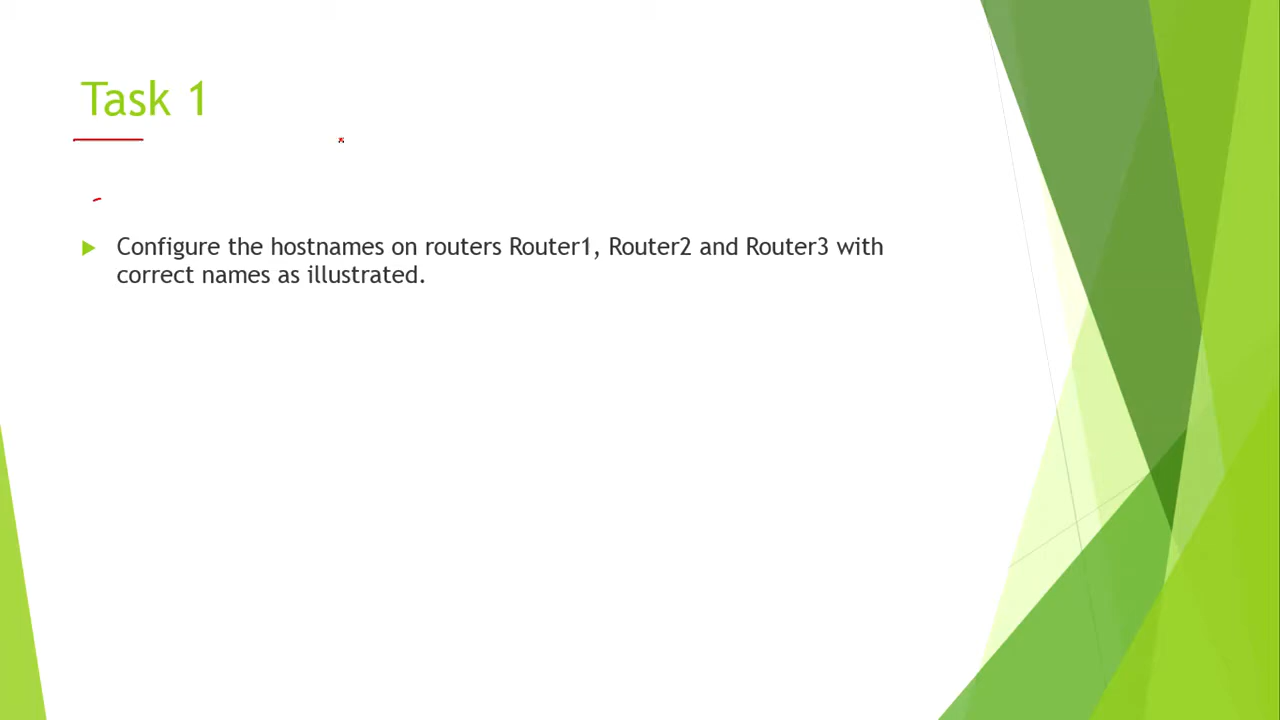 Task 1
Configure the hostnames on routers Router1, Router2 and Router3 with
correct names as illustrated.